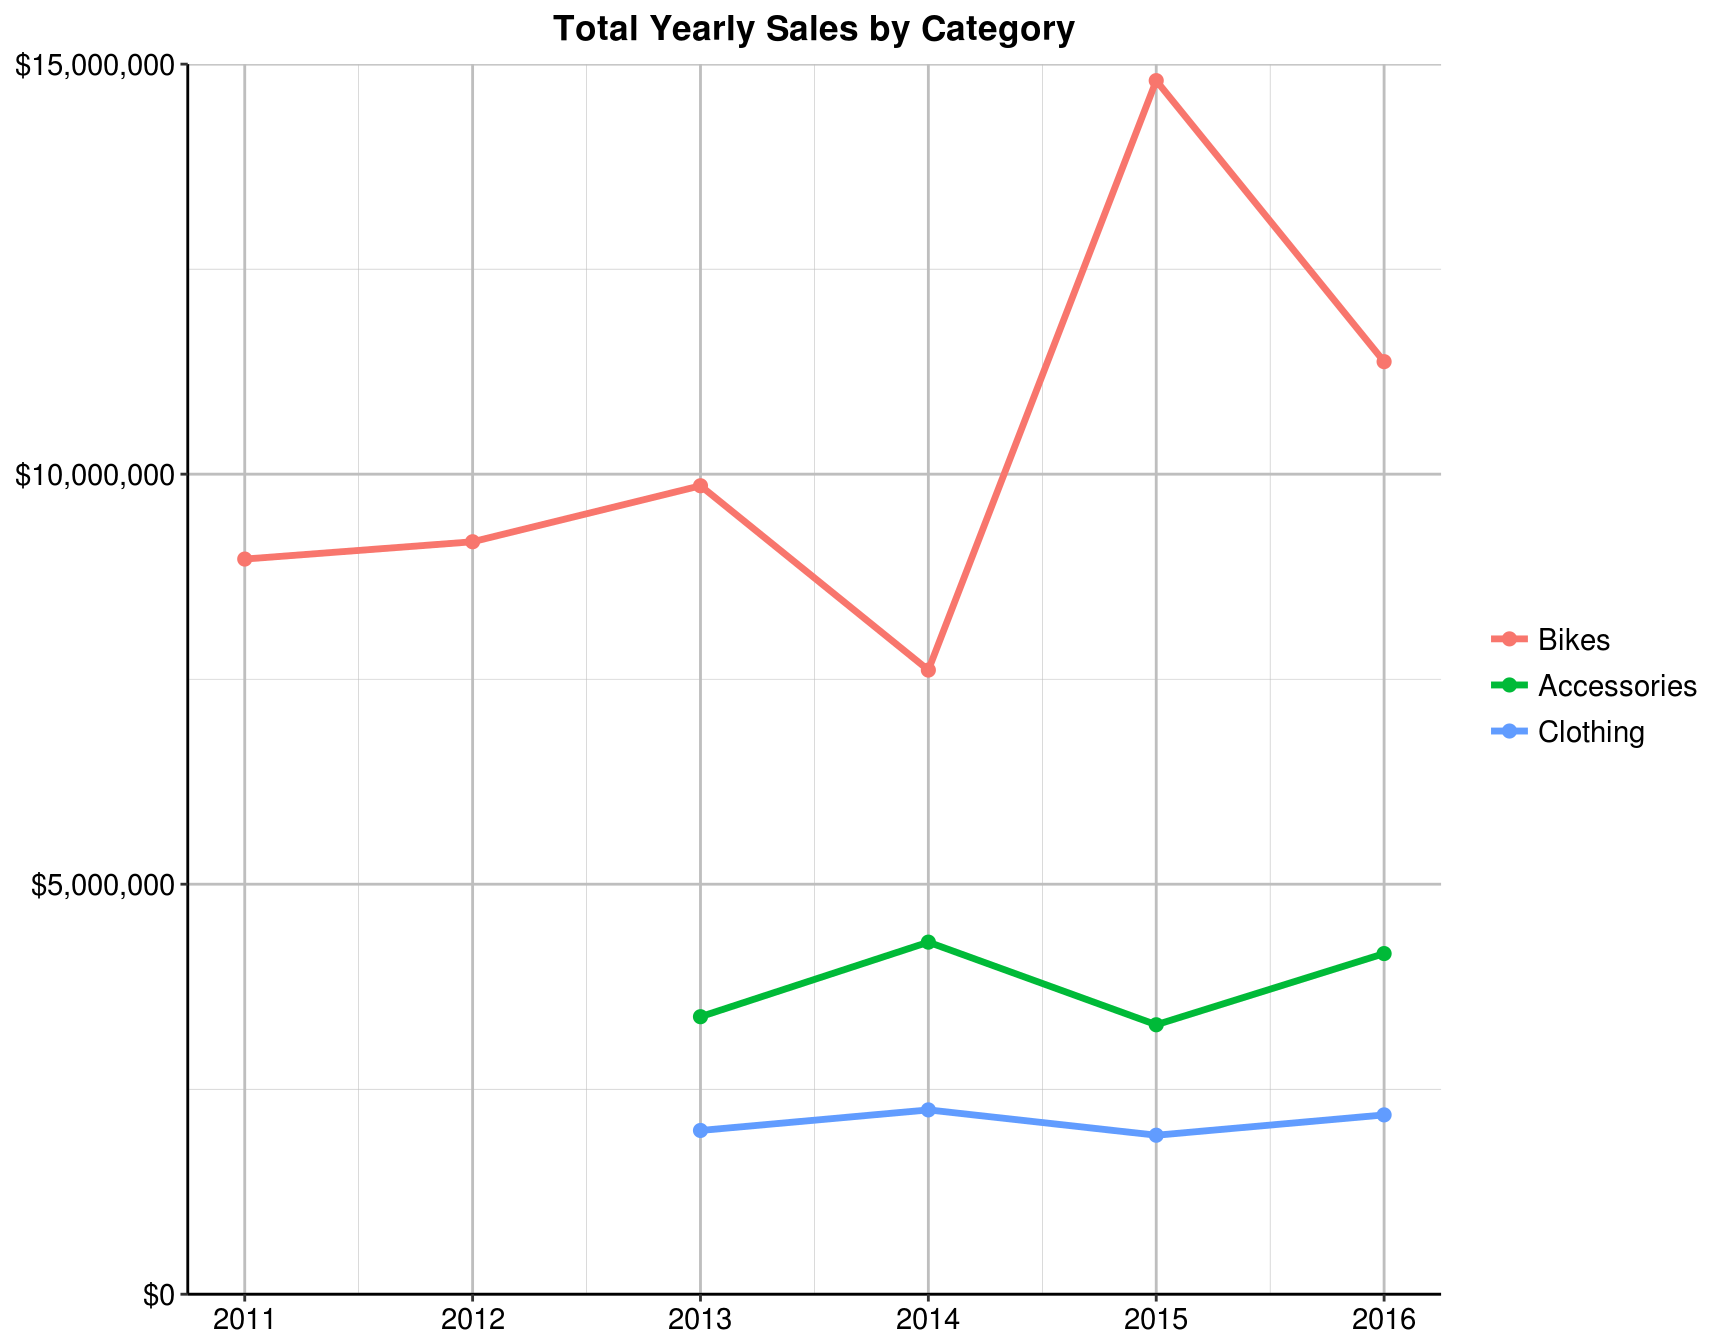 Total Yearly Sales by Category
$15,000,000
$10,000,000
$5,000,000
$0
2011 2012 2013 2014 2015 2016
Bikes
Accessories
Clothing